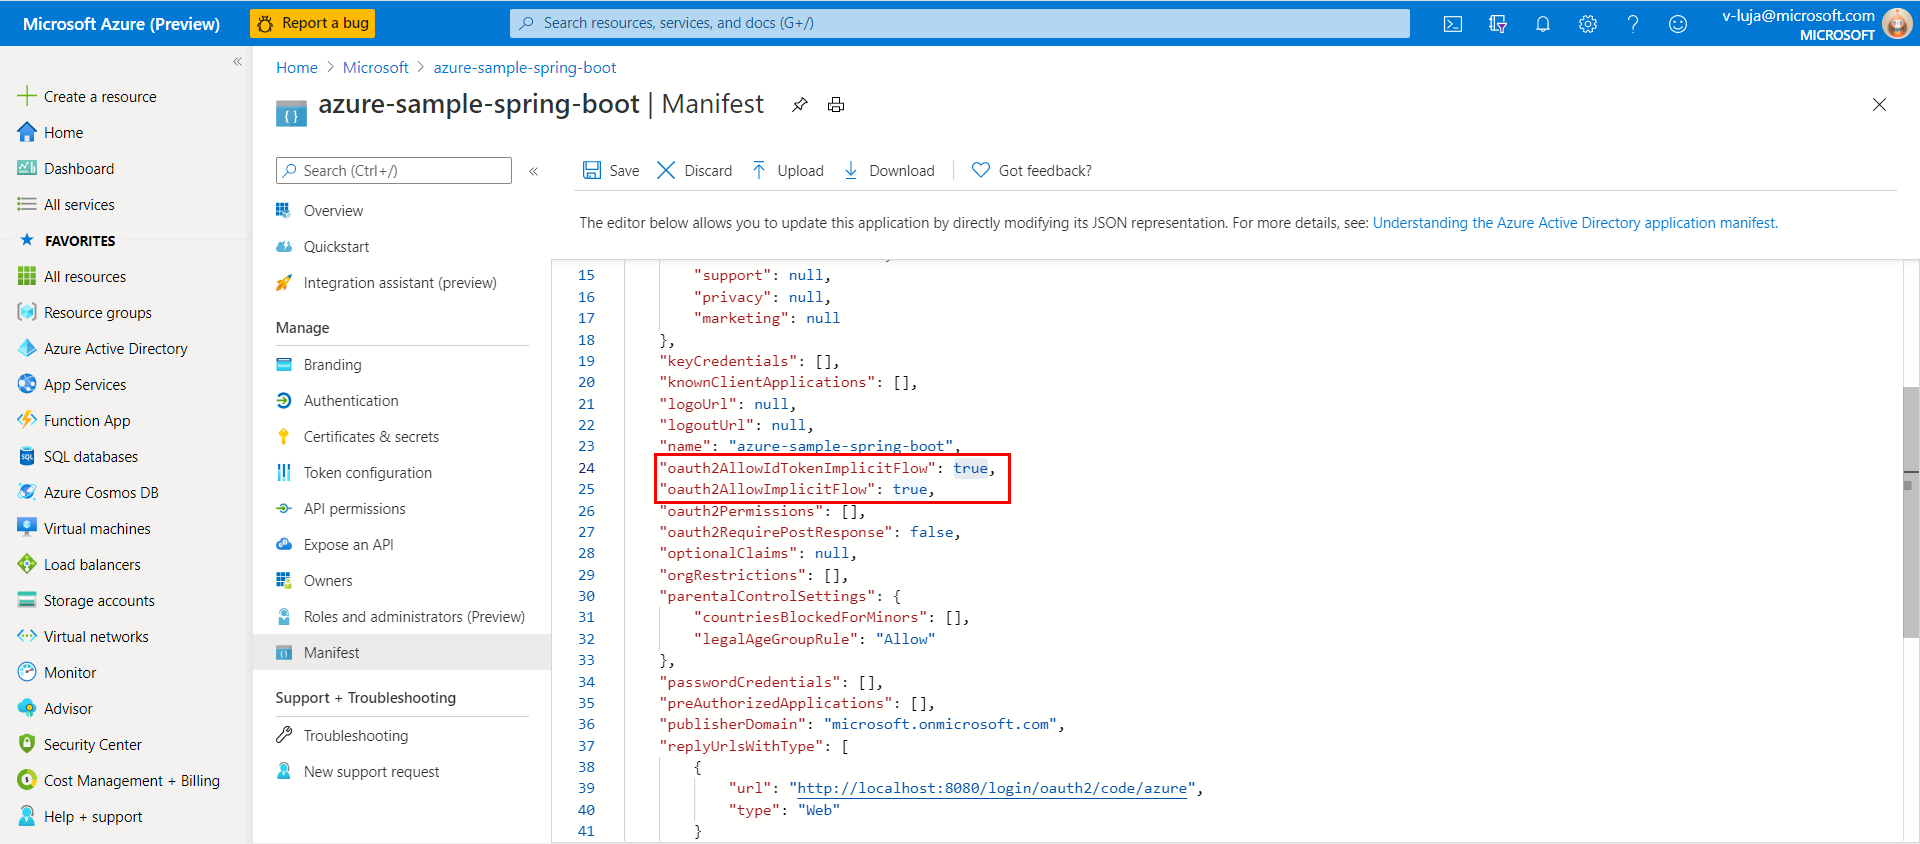 Microsoft Azure (Preview)
Report a bug
Search resources, services, and docs (G+/)
v-luja@microsoft.com
MICROSOFT
Create a resource
Home
Dashboard
All services
FAVORITES
All resources
Resource groups
Azure Active Directory
App Services
Function App
SQL databases
Azure Cosmos DB
Virtual machines
Load balancers
Storage accounts
Virtual networks
Monitor
Advisor
Security Center
Cost Management + Billing
Help + support
Home > Microsoft > azure-sample-spring-boot
azure-sample-spring-boot | Manifest
Search (Ctrl+/)
Overview
Quickstart
Integration assistant (preview)
Manage
Branding
Authentication
Certificates & secrets
Token configuration
API permissions
Expose an API
Owners
Roles and administrators (Preview)
Manifest
Support + Troubleshooting
Troubleshooting
New support request
Save Discard Upload Download Got feedback?
The editor below allows you to update this application by directly modifying its JSON representation. For more details, see: Understanding the Azure Active Directory application manifest.
15 "support": null,
16 "privacy": null,
17 "marketing": null
18 },
19 "keyCredentials": [],
20 "knownClientApplications": [],
21 "logoUrl": null,
22 "logoutUrl": null,
23 "name": "azure-sample-spring-boot",
24 "oauth2AllowIdTokenImplicitFlow": true,
25 "oauth2AllowImplicitFlow": true,
26 "oauth2Permissions": [],
27 "oauth2RequirePostResponse": false,
28 "optionalClaims": null,
29 "orgRestrictions": [],
30 "parentalControlSettings": {
31 "countriesBlockedForMinors": [],
32 "legalAgeGroupRule": "Allow"
33 },
34 "passwordCredentials": [],
35 "preAuthorizedApplications": [],
36 "publisherDomain": "microsoft.onmicrosoft.com",
37 "replyUrlsWithType": [
38 {
39 "url": "http://localhost:8080/login/oauth2/code/azure",
40 "type": "Web"
41 }